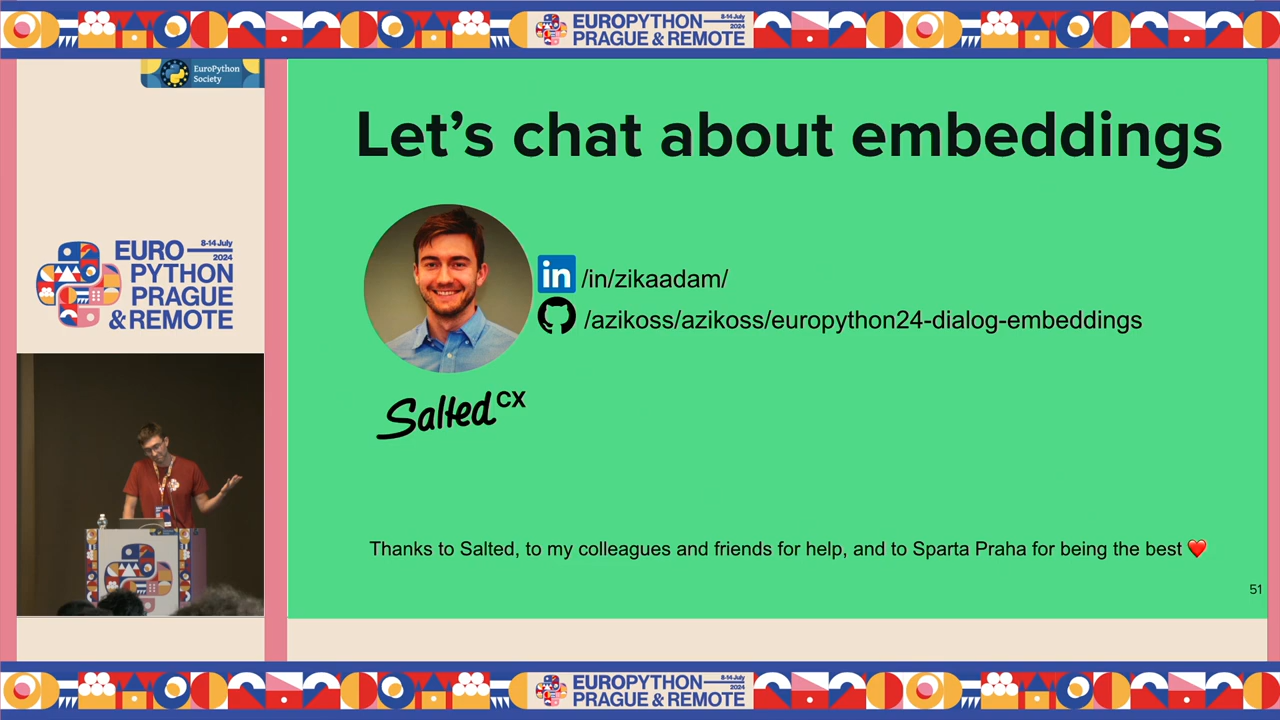 EUROPYTHON
8-14 July
2024
PRAGUE & REMOTE
EuroPython
Society
Let's chat about embeddings
EURO
8-14 July
2024
PYTHON
PRAGUE
& REMOTE
in /in/zikaadam/
/azikoss/azikoss/europython24-dialog-embeddings
Salted CX
Thanks to Salted, to my colleagues and friends for help, and to Sparta Praha for being the best ❤️
51
EUROPYTHON
8-14 July
2024
PRAGUE & REMOTE